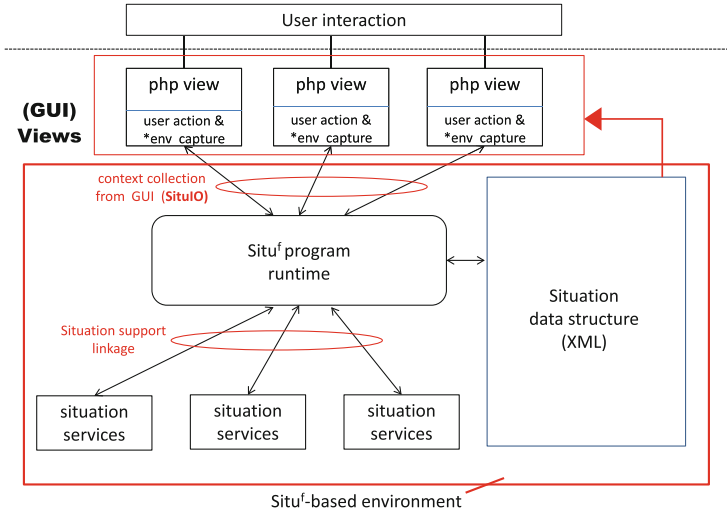 User interaction
php view
php view
php view
(GUI)
Views
user action &
*env capture
user action &
*env capture
user action &
*env capture
context collection
from GUI (SituIO)
Situᶠ program
runtime
Situation
data structure
(XML)
Situation support
linkage
situation
services
situation
services
situation
services
Situᶠ-based environment